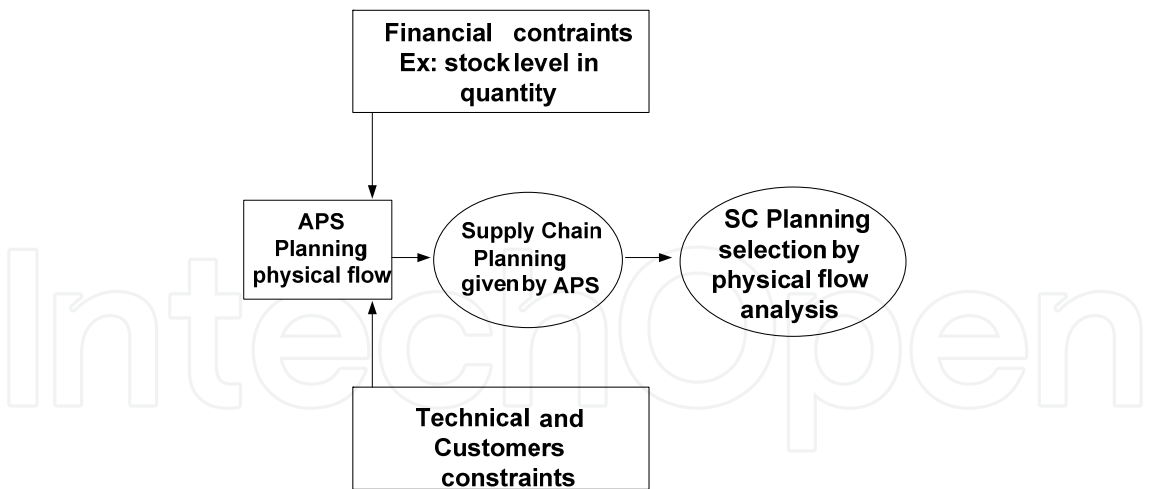 Financial contraints
Ex: stock level in
quantity
APS
Planning
physical flow
Supply Chain
Planning
given by APS
SC Planning
selection by
physical flow
analysis
Technical and
Customers
constraints
IntechOpen